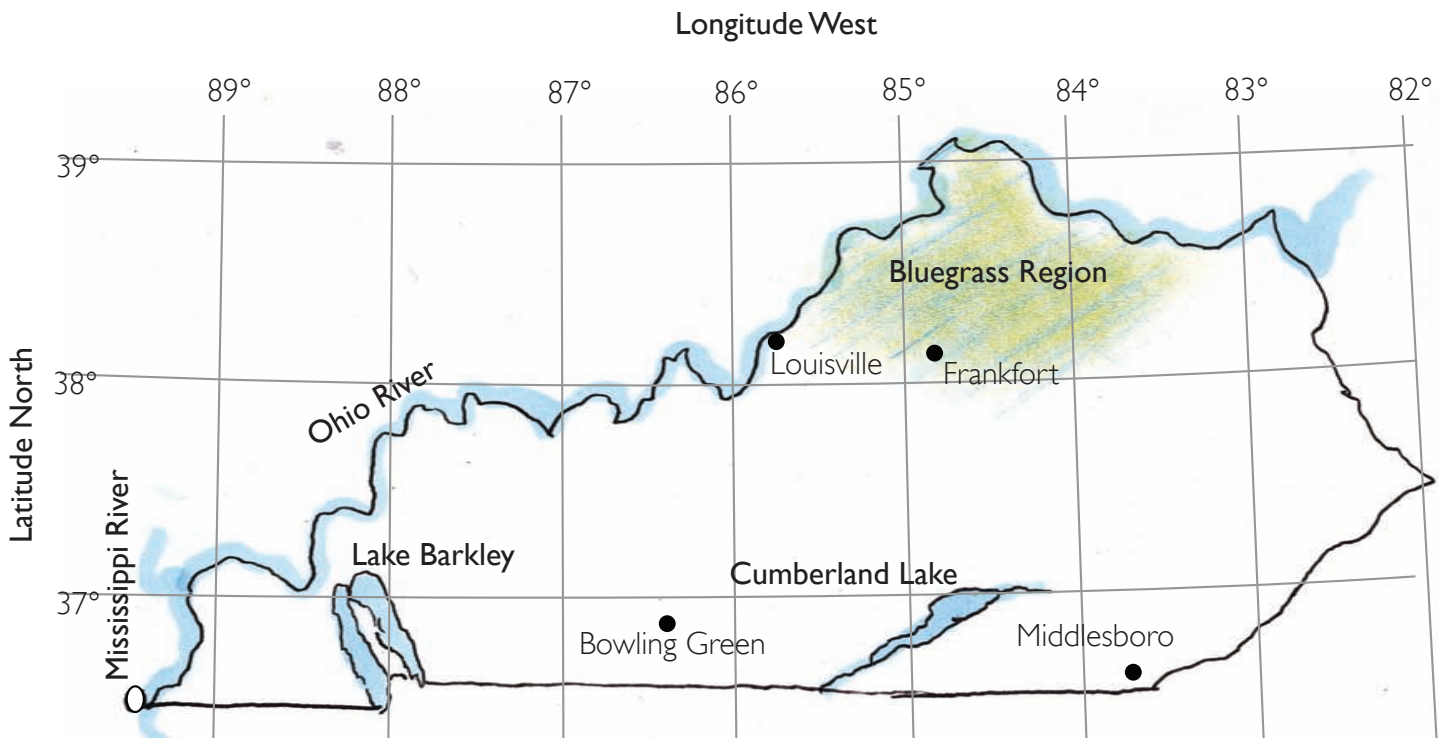 Longitude West
89° 88° 87° 86° 85° 84° 83° 82°
39°
Bluegrass Region
Louisville
Frankfort
38°
Ohio River
Latitude North
Mississippi River
Lake Barkley
Cumberland Lake
37°
Bowling Green
Middlesboro